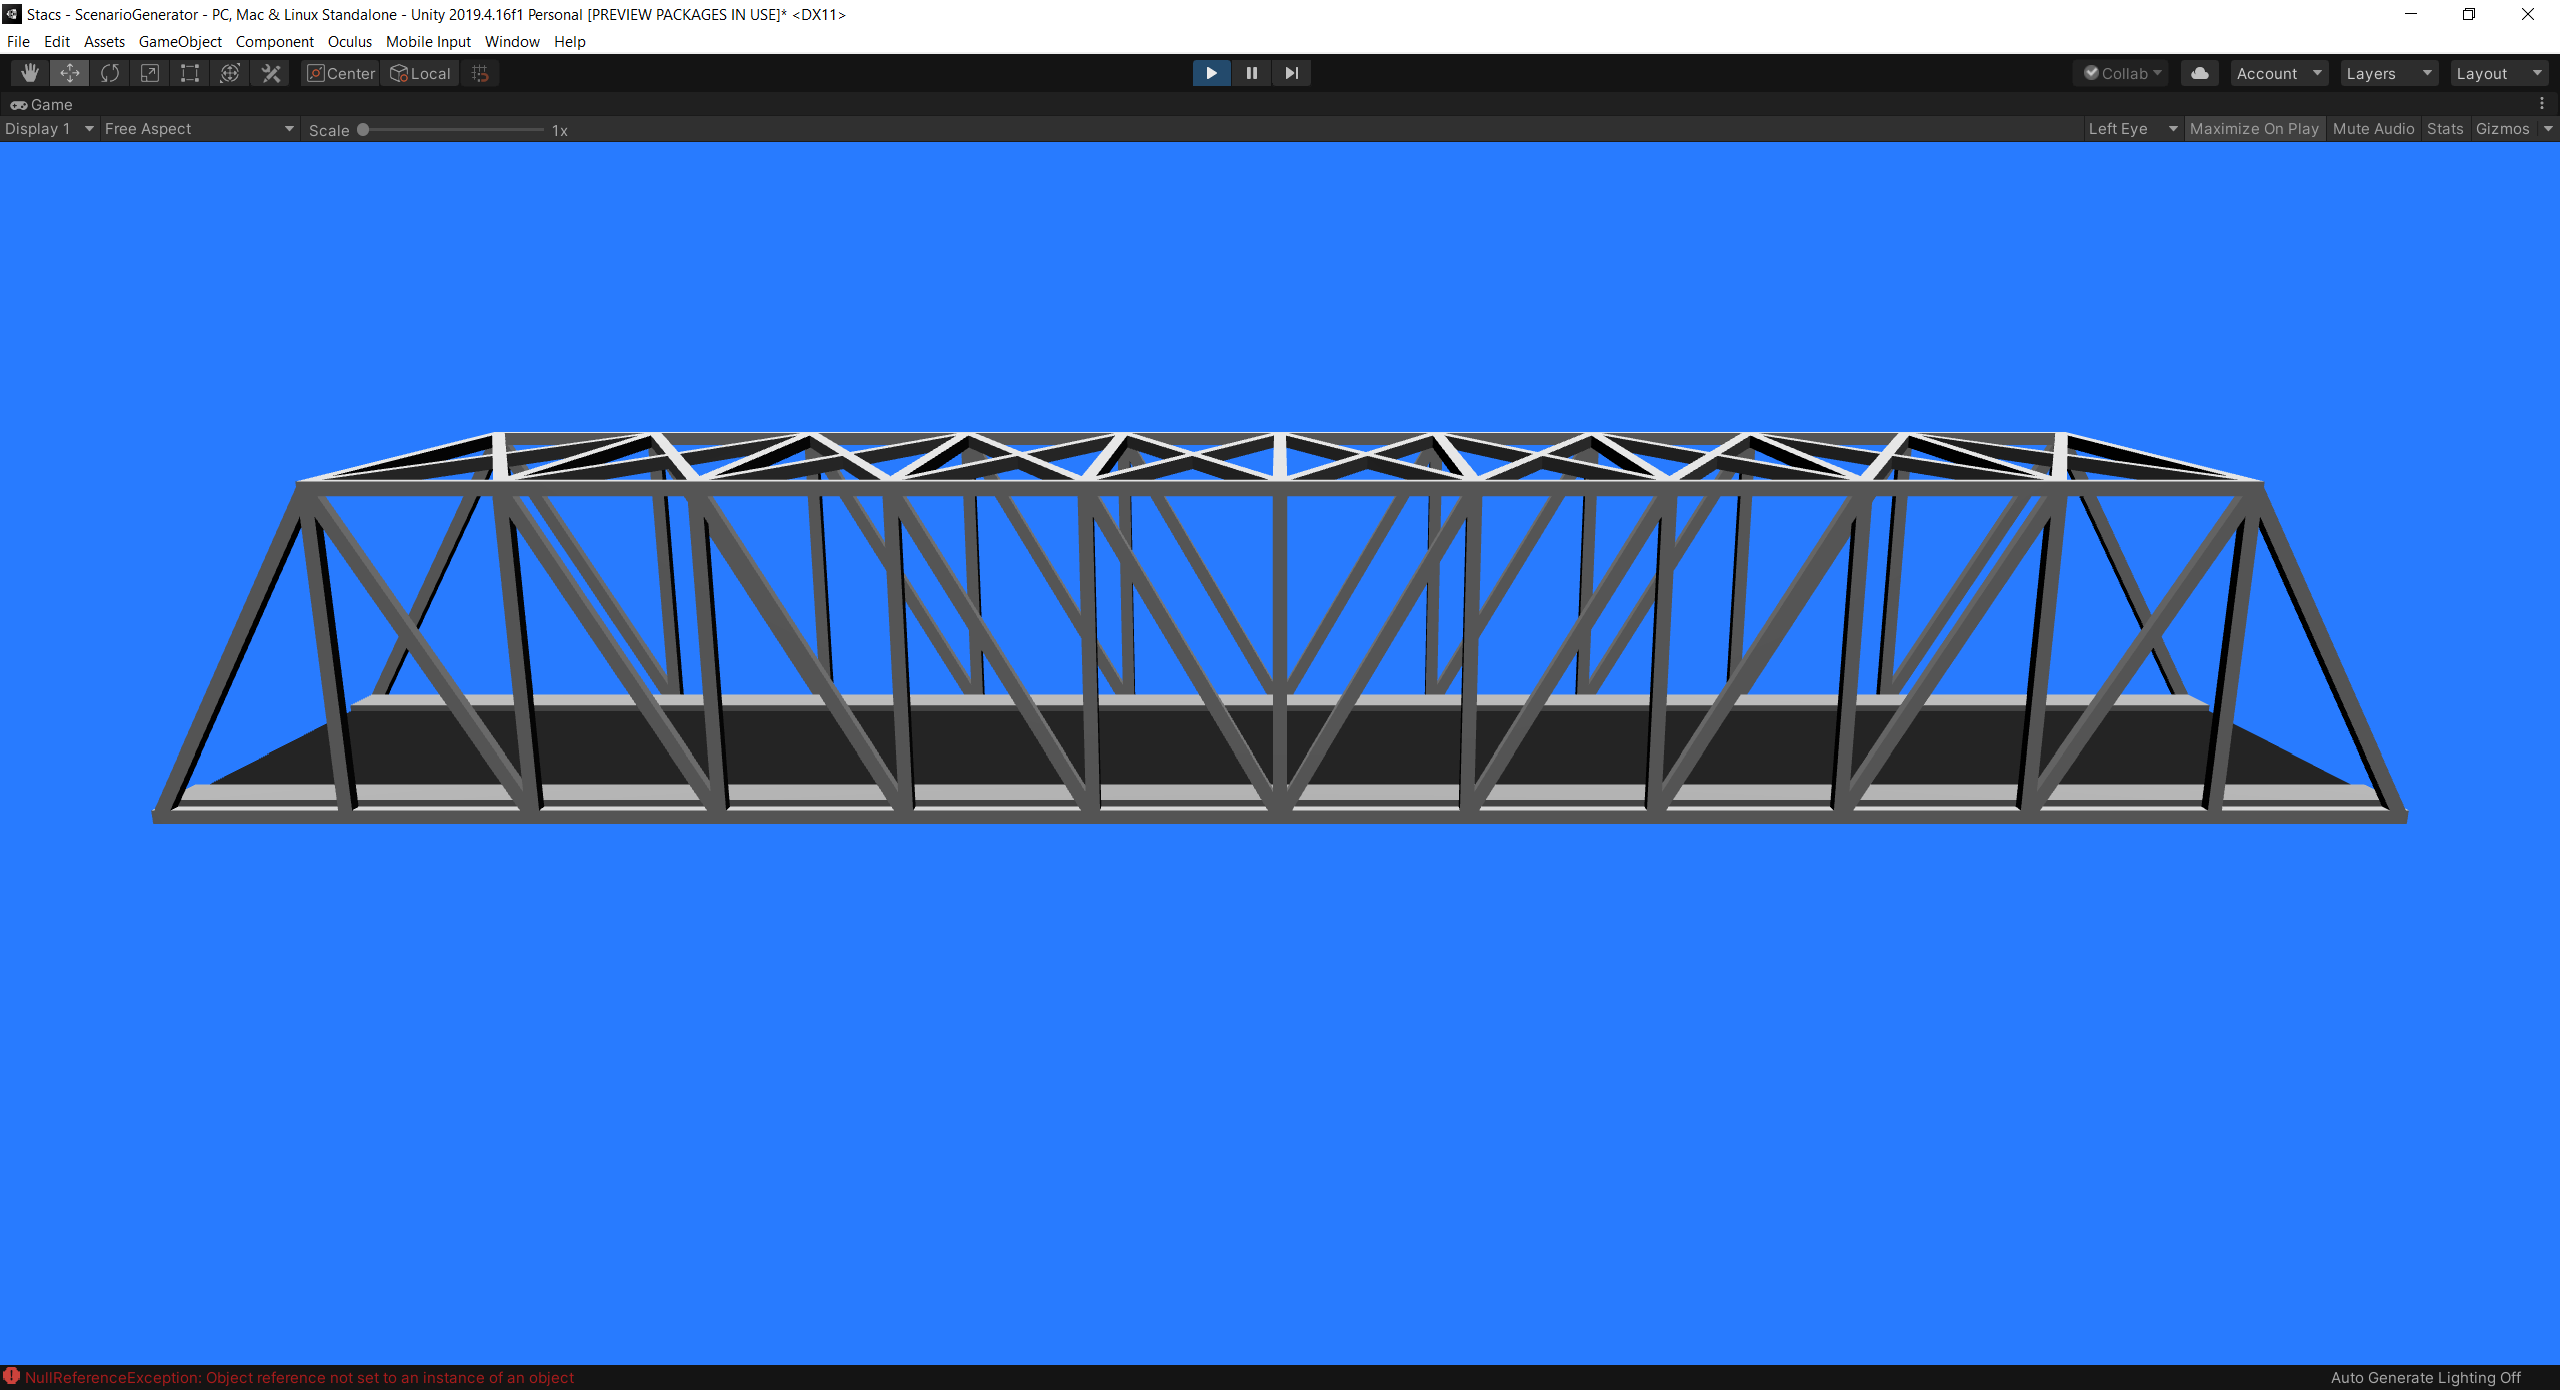 Stacs - ScenarioGenerator - PC, Mac & Linux Standalone - Unity 2019.4.16f1 Personal [PREVIEW PACKAGES IN USE]* <DX11>
File Edit Assets GameObject Component Oculus Mobile Input Window Help
Center Local Collab Account Layers Layout
Game
Display 1 Free Aspect Scale 1x Left Eye Maximize On Play Mute Audio Stats Gizmos
NullReferenceException: Object reference not set to an instance of an object Auto Generate Lighting Off